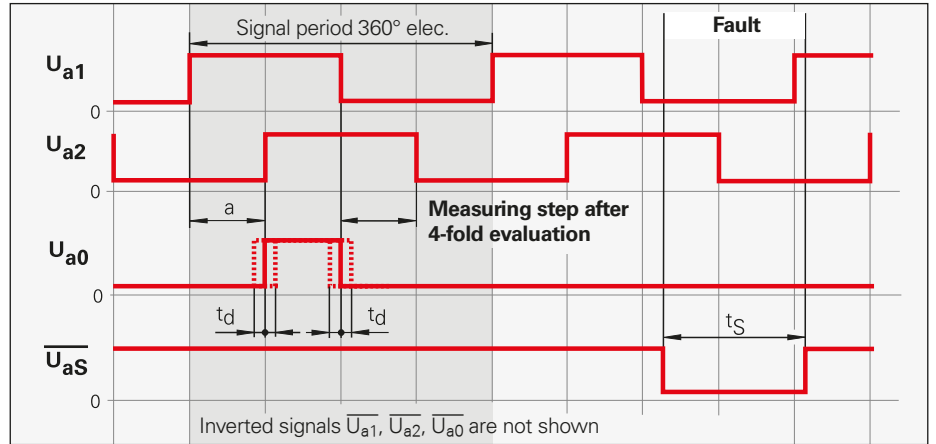 Signal period 360° elec.
Fault
Ua1
0
Ua2
0
a
Measuring step after
4-fold evaluation
Ua0
0
td
td
tS
UaS
0
Inverted signals Ua1, Ua2, Ua0 are not shown